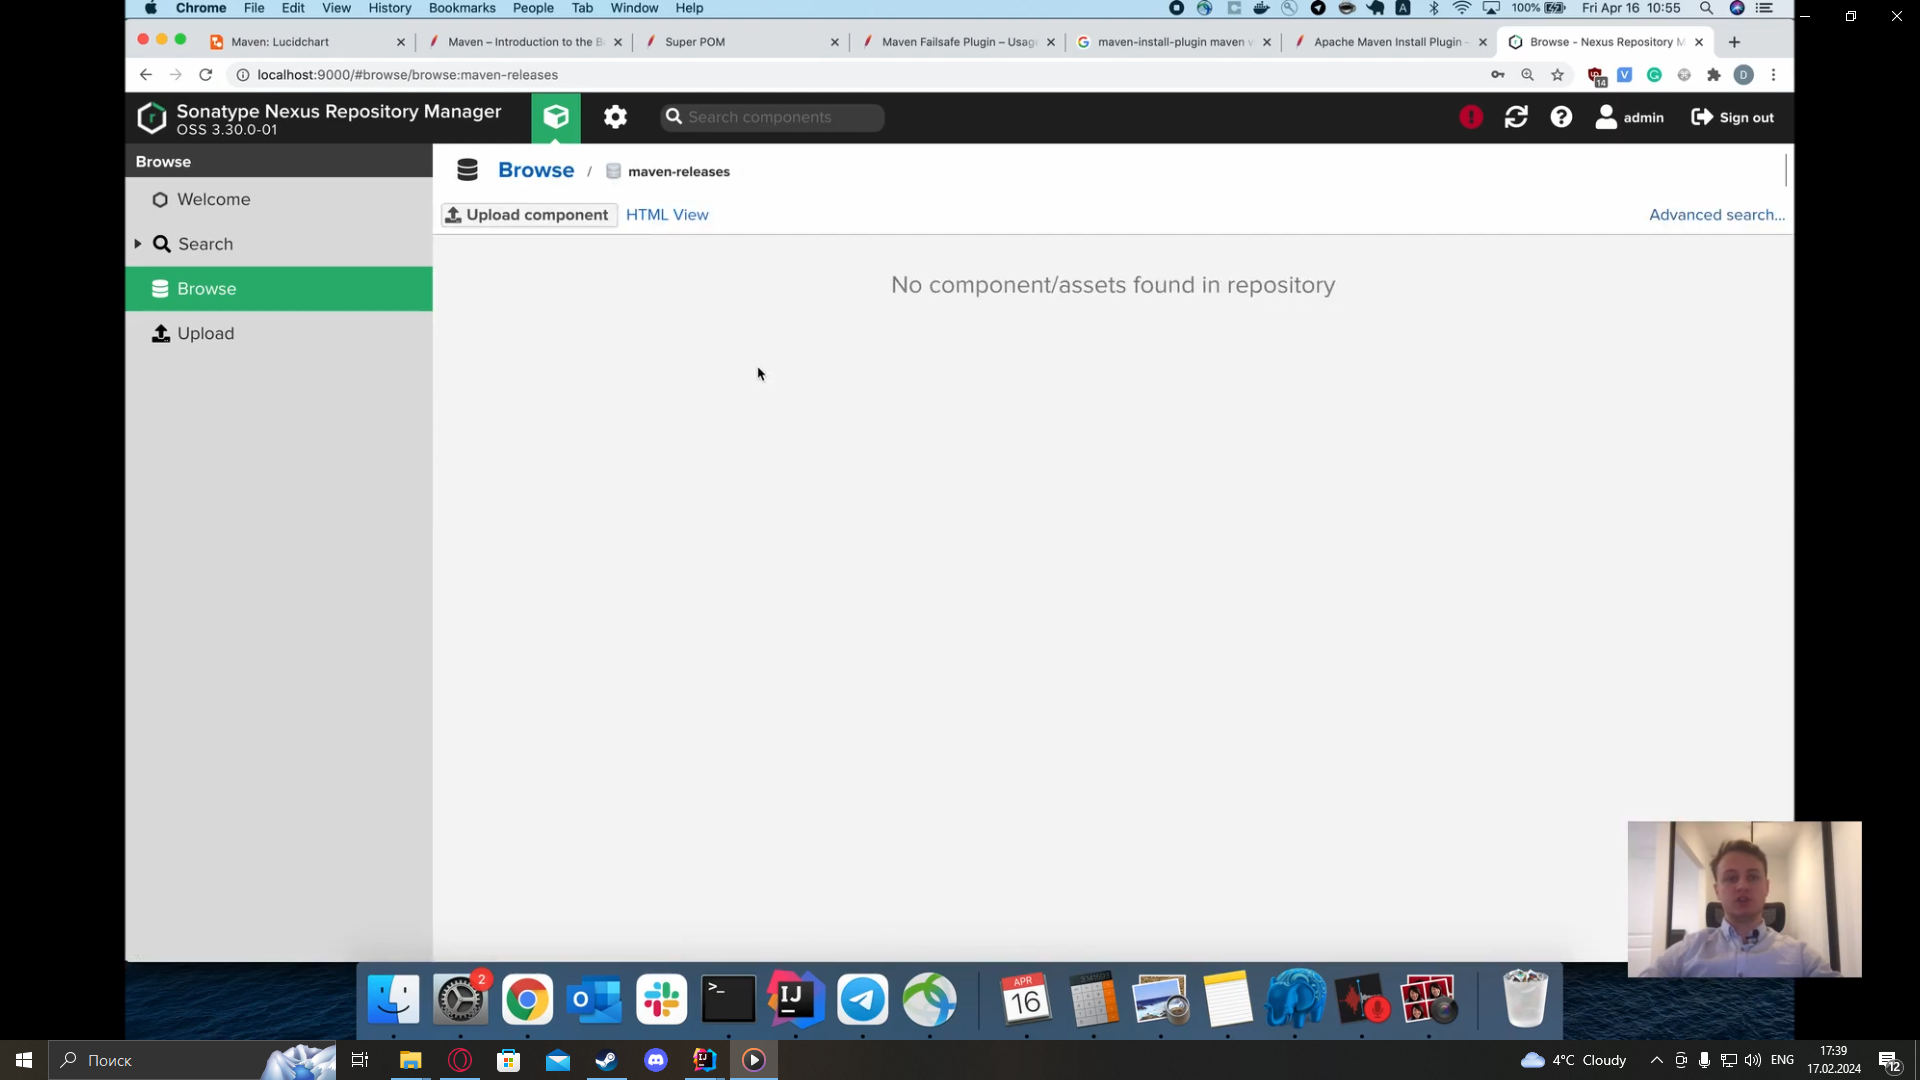 Chrome File Edit View History Bookmarks People Tab Window Help
100% Fri Apr 16 10:55
Maven: Lucidchart
Maven – Introduction to the B
Super POM
Maven Failsafe Plugin – Usag
maven-install-plugin maven
Apache Maven Install Plugin -
Browse - Nexus Repository M
localhost:9000/#browse/browse:maven-releases
14
V
D
Sonatype Nexus Repository Manager
OSS 3.30.0-01
Search components
admin
Sign out
Browse
Welcome
Search
Browse
Upload
Browse / maven-releases
Upload component
HTML View
Advanced search...
No component/assets found in repository
2
IJ
APR
16
Поиск
4°C Cloudy
ENG
17:39
17.02.2024
12